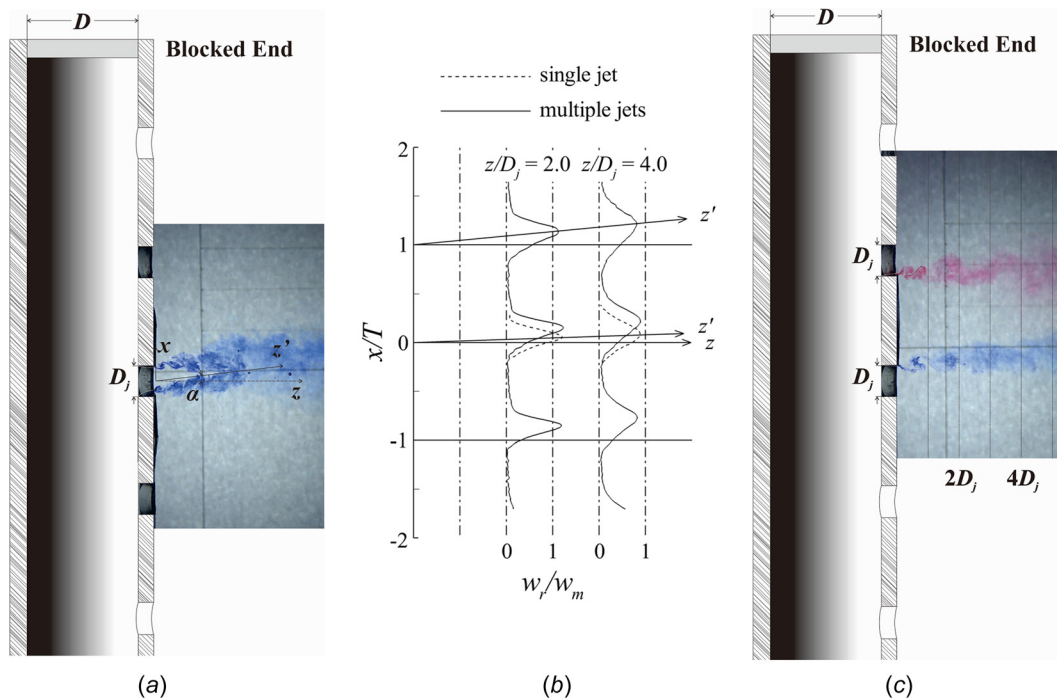 D
Blocked End
x
z'
D_j
α
z
(a)
single jet
multiple jets
2
z/D_j = 2.0
z/D_j = 4.0
z'
1
x/T
z'
0
z
-1
-2
0
1
0
1
w_r/w_m
(b)
D
Blocked End
D_j
D_j
2D_j
4D_j
(c)